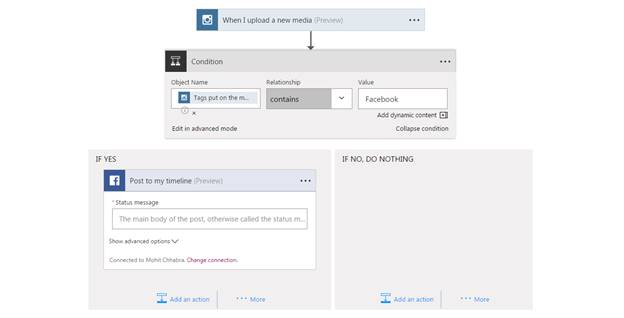 When I upload a new media (Preview)
Condition
Object Name Relationship Value
Tags put on the m... contains Facebook
Add dynamic content
Edit in advanced mode Collapse condition
IF YES
IF NO, DO NOTHING
Post to my timeline (Preview)
* Status message
The main body of the post, otherwise called the status m...
Show advanced options
Connected to Mohit Chhabra. Change connection.
Add an action ••• More
Add an action ••• More